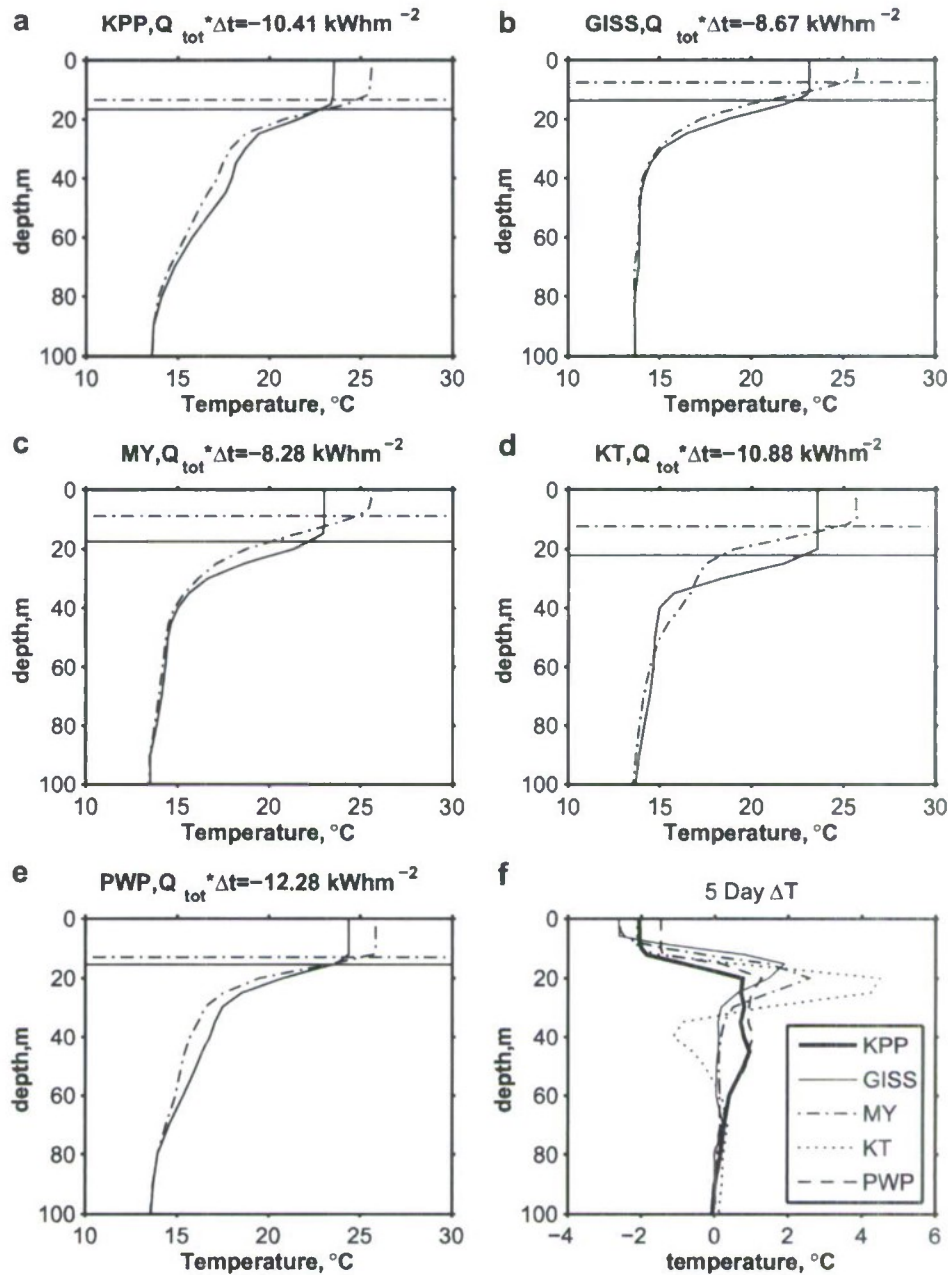 a
KPP,Q tot*Δt=−10.41 kWhm −2
0
20
40
60
80
100
depth,m
10 15 20 25 30
Temperature, °C
b
GISS,Q tot*Δt=−8.67 kWhm −2
0
20
40
60
80
100
depth,m
10 15 20 25 30
Temperature, °C
c
MY,Q tot*Δt=−8.28 kWhm −2
0
20
40
60
80
100
depth,m
10 15 20 25 30
Temperature, °C
d
KT,Q tot*Δt=−10.88 kWhm −2
0
20
40
60
80
100
depth,m
10 15 20 25 30
Temperature, °C
e
PWP,Q tot*Δt=−12.28 kWhm −2
0
20
40
60
80
100
depth,m
10 15 20 25 30
Temperature, °C
f
5 Day ΔT
0
20
40
60
80
100
depth,m
KPP
GISS
MY
KT
PWP
−4 −2 0 2 4 6
temperature, °C